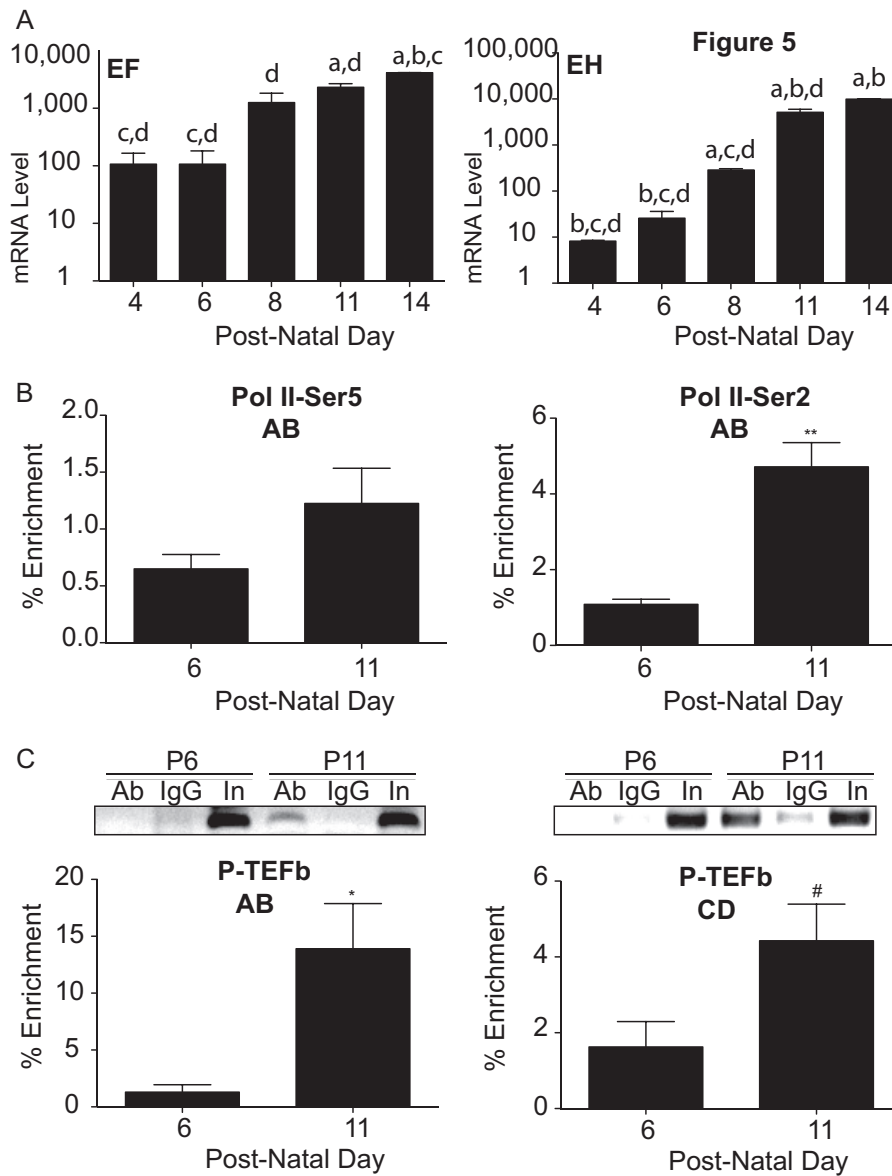 A
Figure 5
EF
mRNA Level
10,000
1,000
100
10
1
c,d
c,d
d
a,d
a,b,c
4 6 8 11 14
Post-Natal Day
EH
mRNA Level
100,000
10,000
1,000
100
10
1
b,c,d
b,c,d
a,c,d
a,b,d
a,b
4 6 8 11 14
Post-Natal Day
B
Pol II-Ser5
AB
% Enrichment
2.0
1.5
1.0
0.5
0.0
6 11
Post-Natal Day
Pol II-Ser2
AB
% Enrichment
6
4
2
0
**
6 11
Post-Natal Day
C
P6 P11
Ab IgG In Ab IgG In
P-TEFb
AB
% Enrichment
20
15
10
5
0
*
6 11
Post-Natal Day
P6 P11
Ab IgG In Ab IgG In
P-TEFb
CD
% Enrichment
6
4
2
0
#
6 11
Post-Natal Day